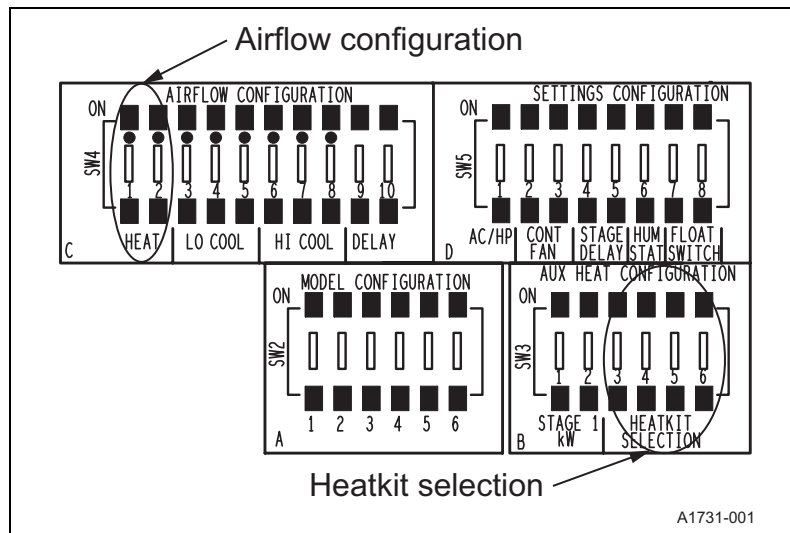 Airflow configuration
AIRFLOW CONFIGURATION
ON
SW4
1 2 3 4 5 6 7 8 9 10
HEAT LO COOL HI COOL DELAY
C
SETTINGS CONFIGURATION
ON
SW5
1 2 3 4 5 6 7 8
AC/HP CONT FAN STAGE DELAY HUM STAT FLOAT SWITCH
D
MODEL CONFIGURATION
ON
SW2
1 2 3 4 5 6
A
AUX HEAT CONFIGURATION
ON
SW3
1 2 3 4 5 6
STAGE 1 kW HEATKIT SELECTION
B
Heatkit selection
A1731-001